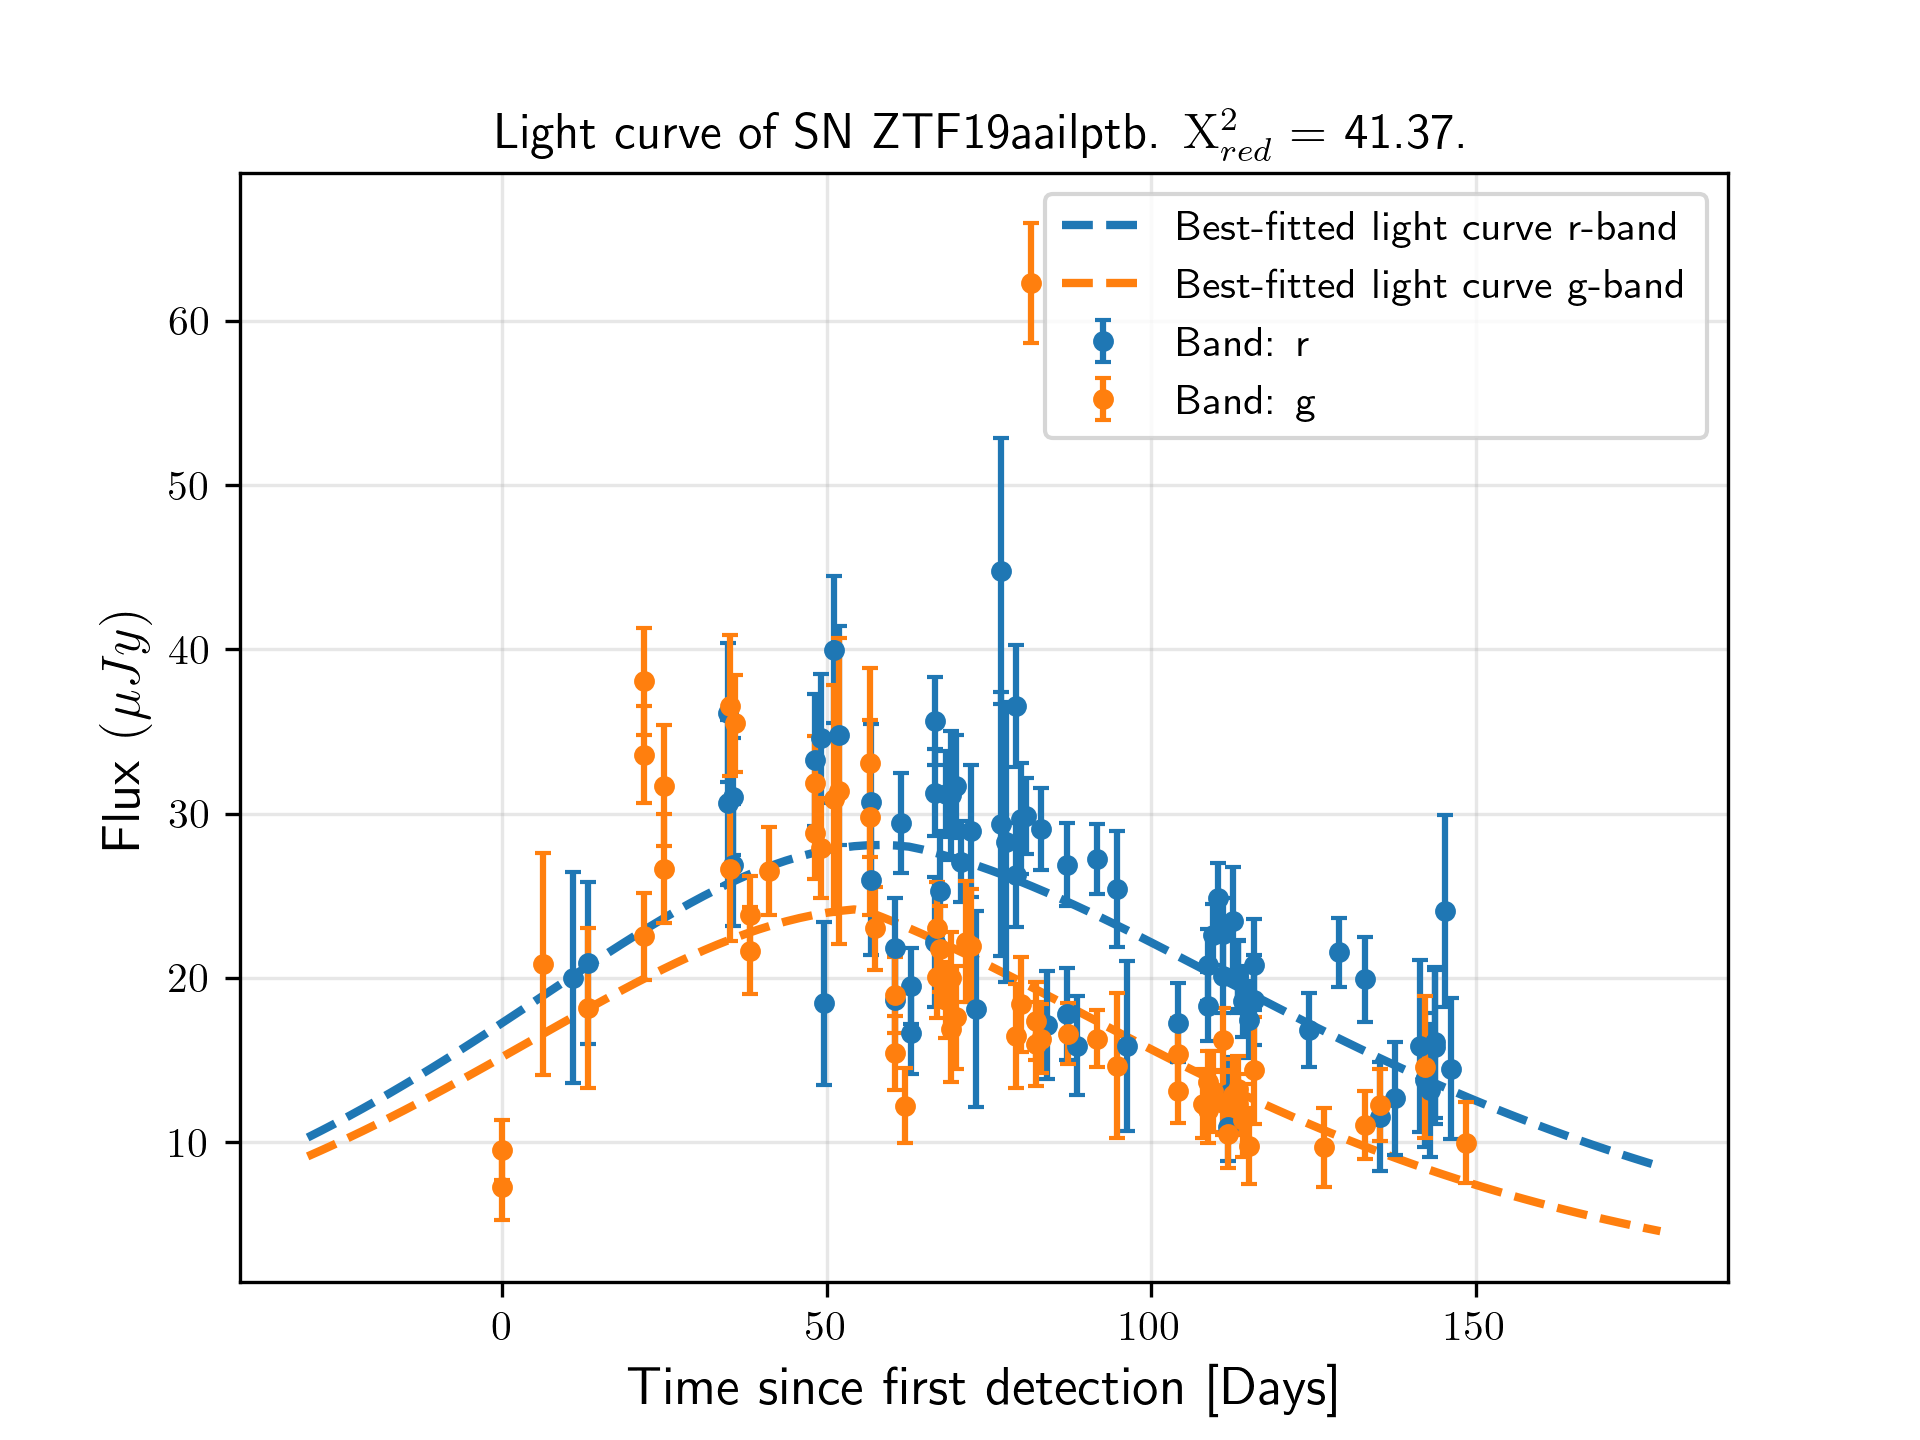 Light curve of SN ZTF19aailptb. X²red = 41.37.
Best-fitted light curve r-band
Best-fitted light curve g-band
Band: r
Band: g
60
50
40
30
20
10
Flux (μJy)
0 50 100 150
Time since first detection [Days]